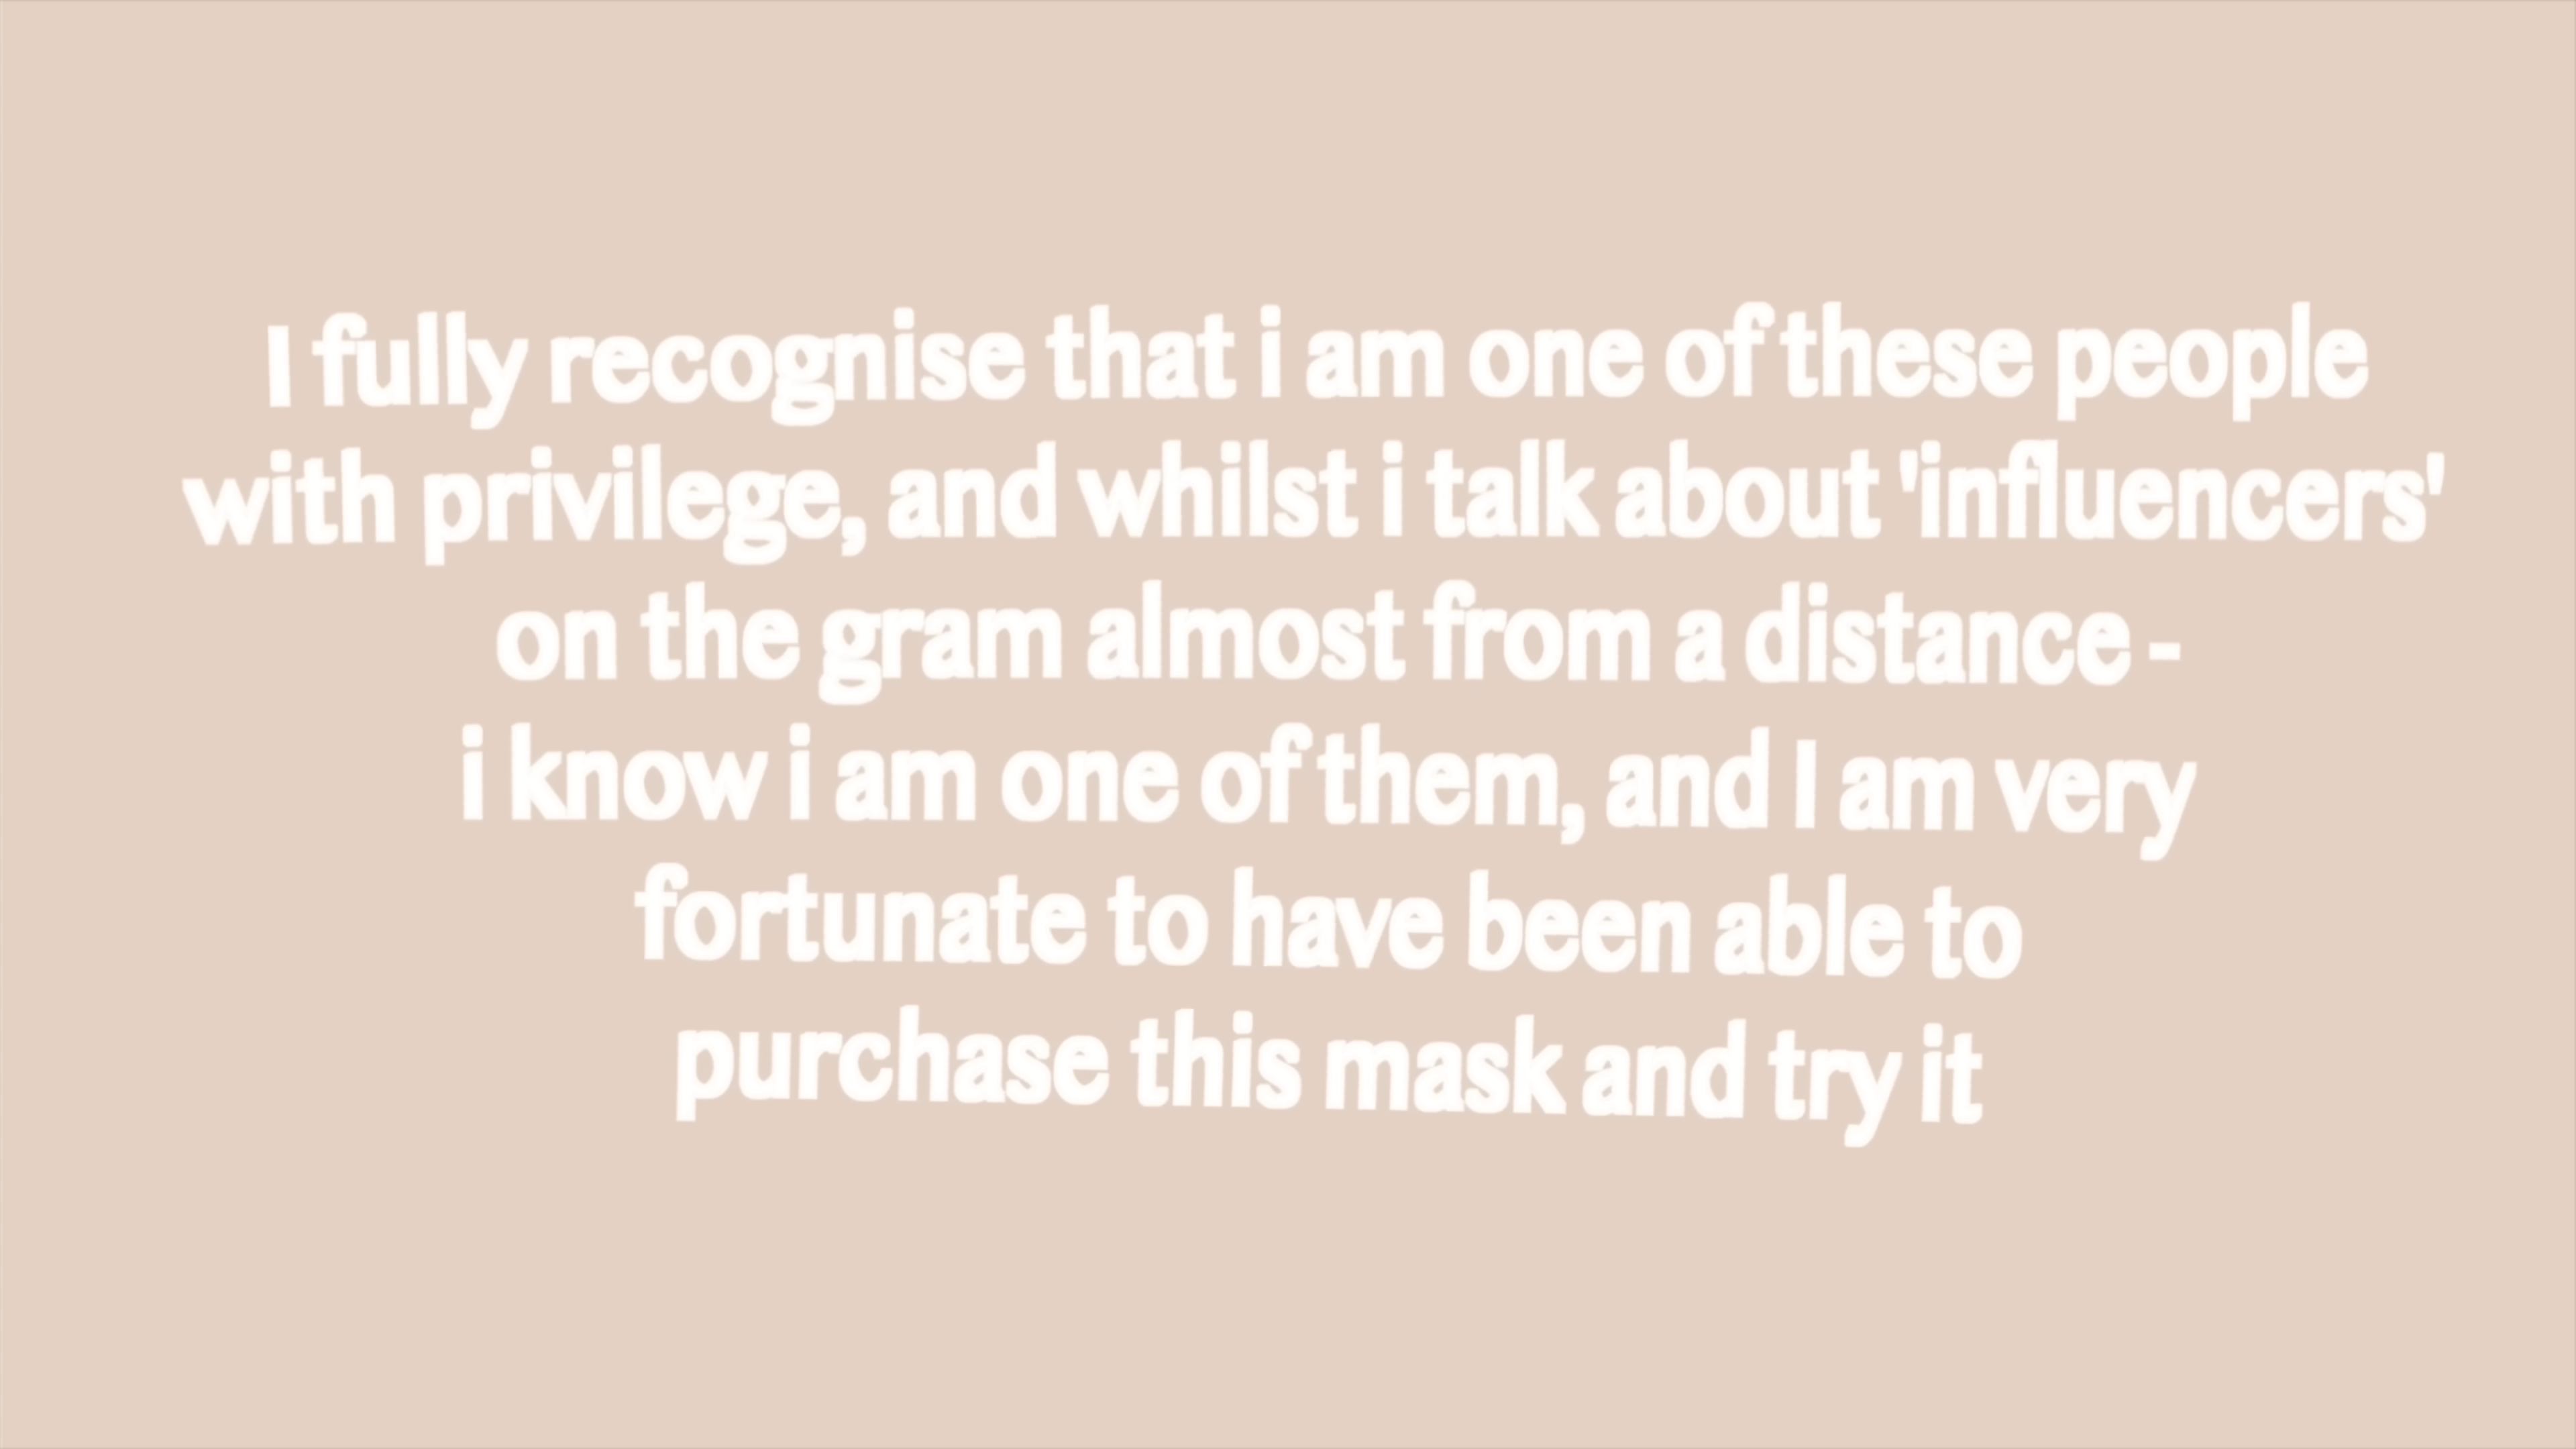 I fully recognise that i am one of these people
with privilege, and whilst i talk about 'influencers'
on the gram almost from a distance -
i know i am one of them, and I am very
fortunate to have been able to
purchase this mask and try it